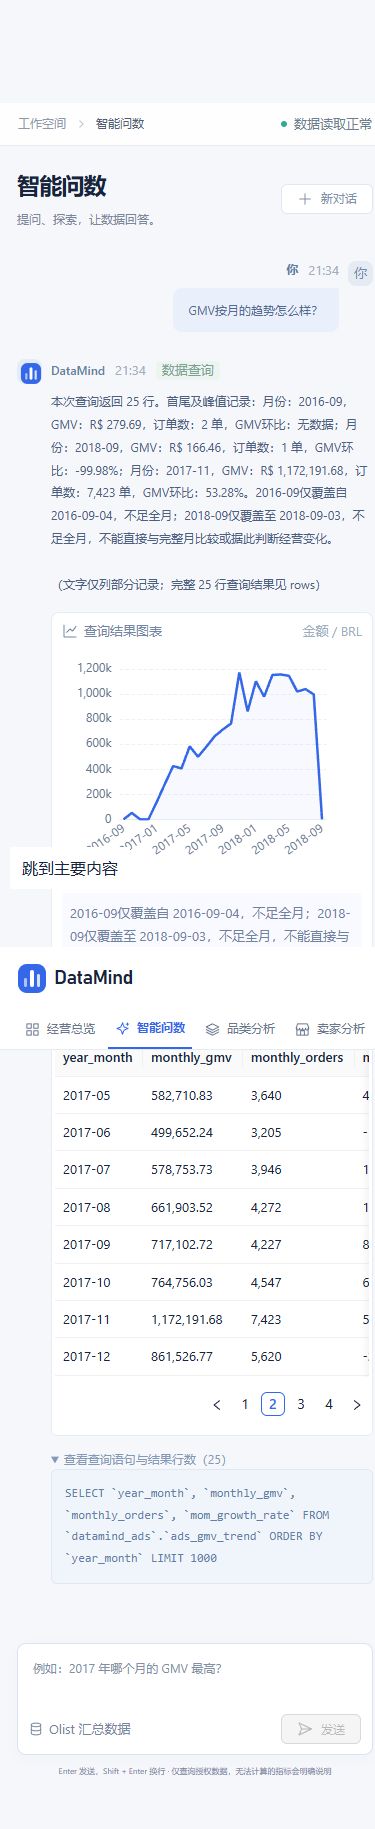 工作空间 > 智能问数
数据读取正常
智能问数
提问、探索，让数据回答。
新对话
你 21:34 你
GMV按月的趋势怎么样?
DataMind 21:34 数据查询
本次查询返回 25 行。首尾及峰值记录：月份：2016-09,
GMV：R$ 279.69，订单数：2 单，GMV环比：无数据；月
份：2018-09，GMV：R$ 166.46，订单数：1 单，GMV环
比：-99.98%；月份：2017-11，GMV：R$ 1,172,191.68，订
单数：7,423 单，GMV环比：53.28%。2016-09仅覆盖自
2016-09-04，不足全月；2018-09仅覆盖至 2018-09-03，不
足全月，不能直接与完整月比较或据此判断经营变化。
（文字仅列部分记录；完整 25 行查询结果见 rows）
查询结果图表
金额 / BRL
1,200k
1,000k
800k
600k
400k
200k
0
2017-05
2017-09
2018-01
2018-05
2018-09
跳到主要内容
2016-09仅覆盖自 2016-09-04，不足全月；2018-
09仅覆盖至 2018-09-03，不足全月，不能直接与
DataMind
经营总览 智能问数 品类分析 卖家分析
year_month monthly_gmv monthly_orders
2017-05 582,710.83 3,640 4
2017-06 499,652.24 3,205 -
2017-07 578,753.73 3,946 1
2017-08 661,903.52 4,272 1
2017-09 717,102.72 4,227 8
2017-10 764,756.03 4,547 6
2017-11 1,172,191.68 7,423 5
2017-12 861,526.77 5,620 -
< 1 2 3 4 >
▼ 查看查询语句与结果行数（25）
SELECT `year_month`, `monthly_gmv`,
`monthly_orders`, `mom_growth_rate` FROM
`datamind_ads`.`ads_gmv_trend` ORDER BY
`year_month` LIMIT 1000
例如：2017 年哪个月的 GMV 最高?
Olist 汇总数据
发送
Enter 发送，Shift + Enter 换行 · 仅查询授权数据，无法计算的指标会明确说明